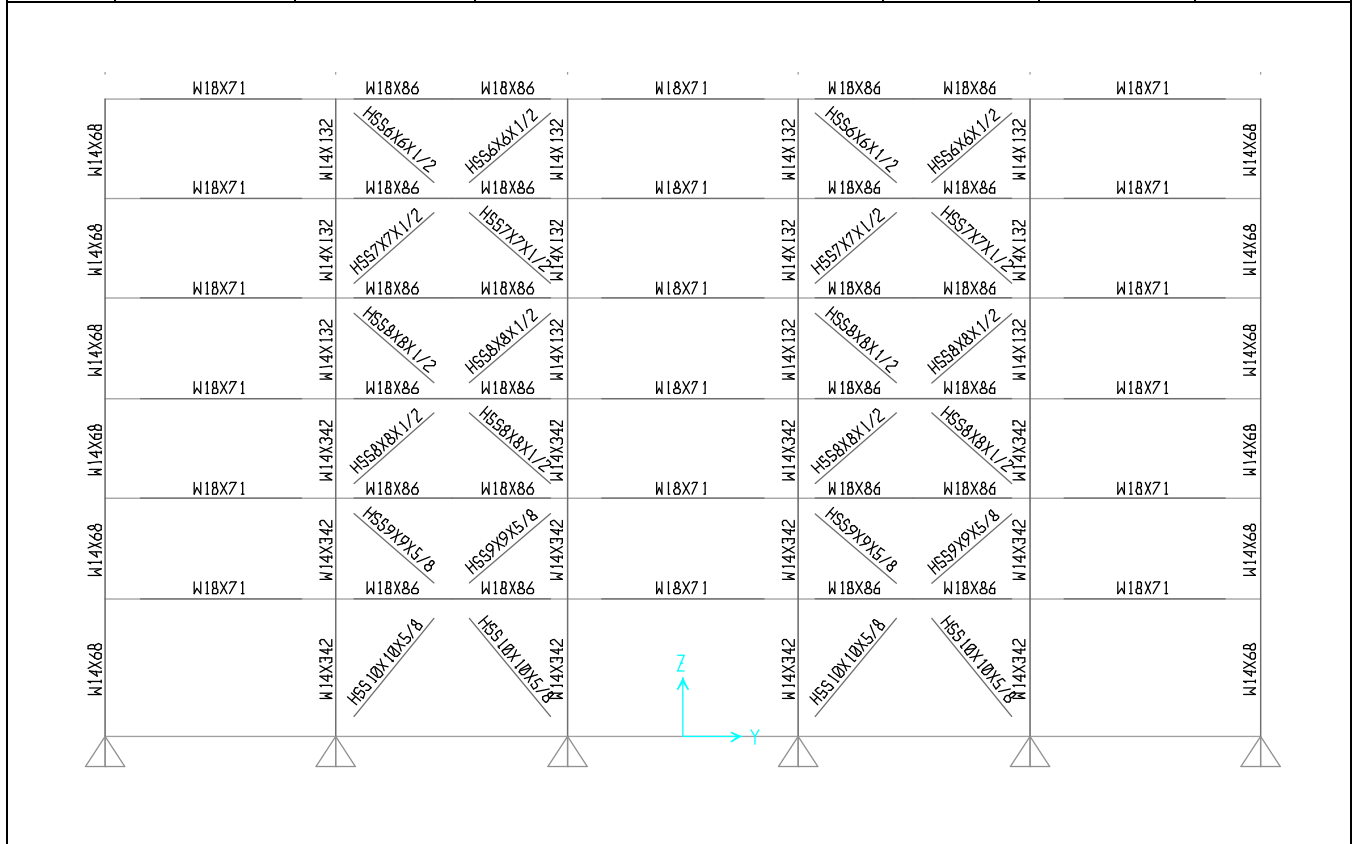 W18X71 W18X86 W18X86 W18X71 W18X86 W18X86 W18X71
W14X68 W14X132 HSS6X6X1/2 HSS6X6X1/2 W14X132 W14X132 HSS6X6X1/2 HSS6X6X1/2 W14X132 W14X68
W18X71 W18X86 W18X86 W18X71 W18X86 W18X86 W18X71
W14X68 W14X132 HSS7X7X1/2 HSS7X7X1/2 W14X132 W14X132 HSS7X7X1/2 HSS7X7X1/2 W14X132 W14X68
W18X71 W18X86 W18X86 W18X71 W18X86 W18X86 W18X71
W14X68 W14X132 HSS8X8X1/2 HSS8X8X1/2 W14X132 W14X132 HSS8X8X1/2 HSS8X8X1/2 W14X132 W14X68
W18X71 W18X86 W18X86 W18X71 W18X86 W18X86 W18X71
W14X68 W14X342 HSS8X8X1/2 HSS8X8X1/2 W14X342 W14X342 HSS8X8X1/2 HSS8X8X1/2 W14X342 W14X68
W18X71 W18X86 W18X86 W18X71 W18X86 W18X86 W18X71
W14X68 W14X342 HSS9X9X5/8 HSS9X9X5/8 W14X342 W14X342 HSS9X9X5/8 HSS9X9X5/8 W14X342 W14X68
W18X71 W18X86 W18X86 W18X71 W18X86 W18X86 W18X71
W14X68 W14X342 HSS10X10X5/8 HSS10X10X5/8 W14X342 W14X342 HSS10X10X5/8 HSS10X10X5/8 W14X342 W14X68
Z
Y